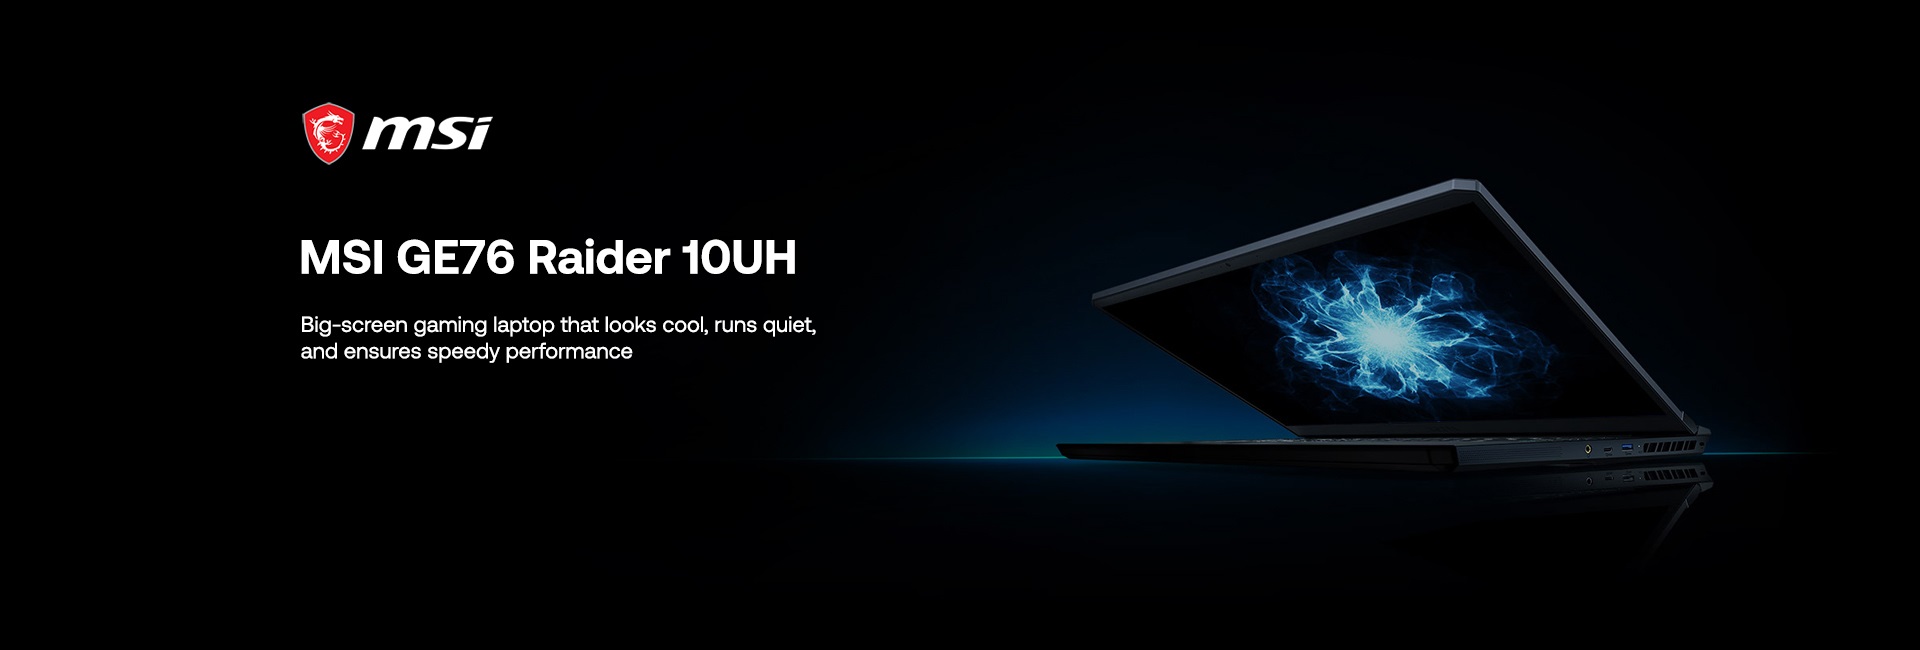 msi
MSI GE76 Raider 10UH
Big-screen gaming laptop that looks cool, runs quiet,
and ensures speedy performance